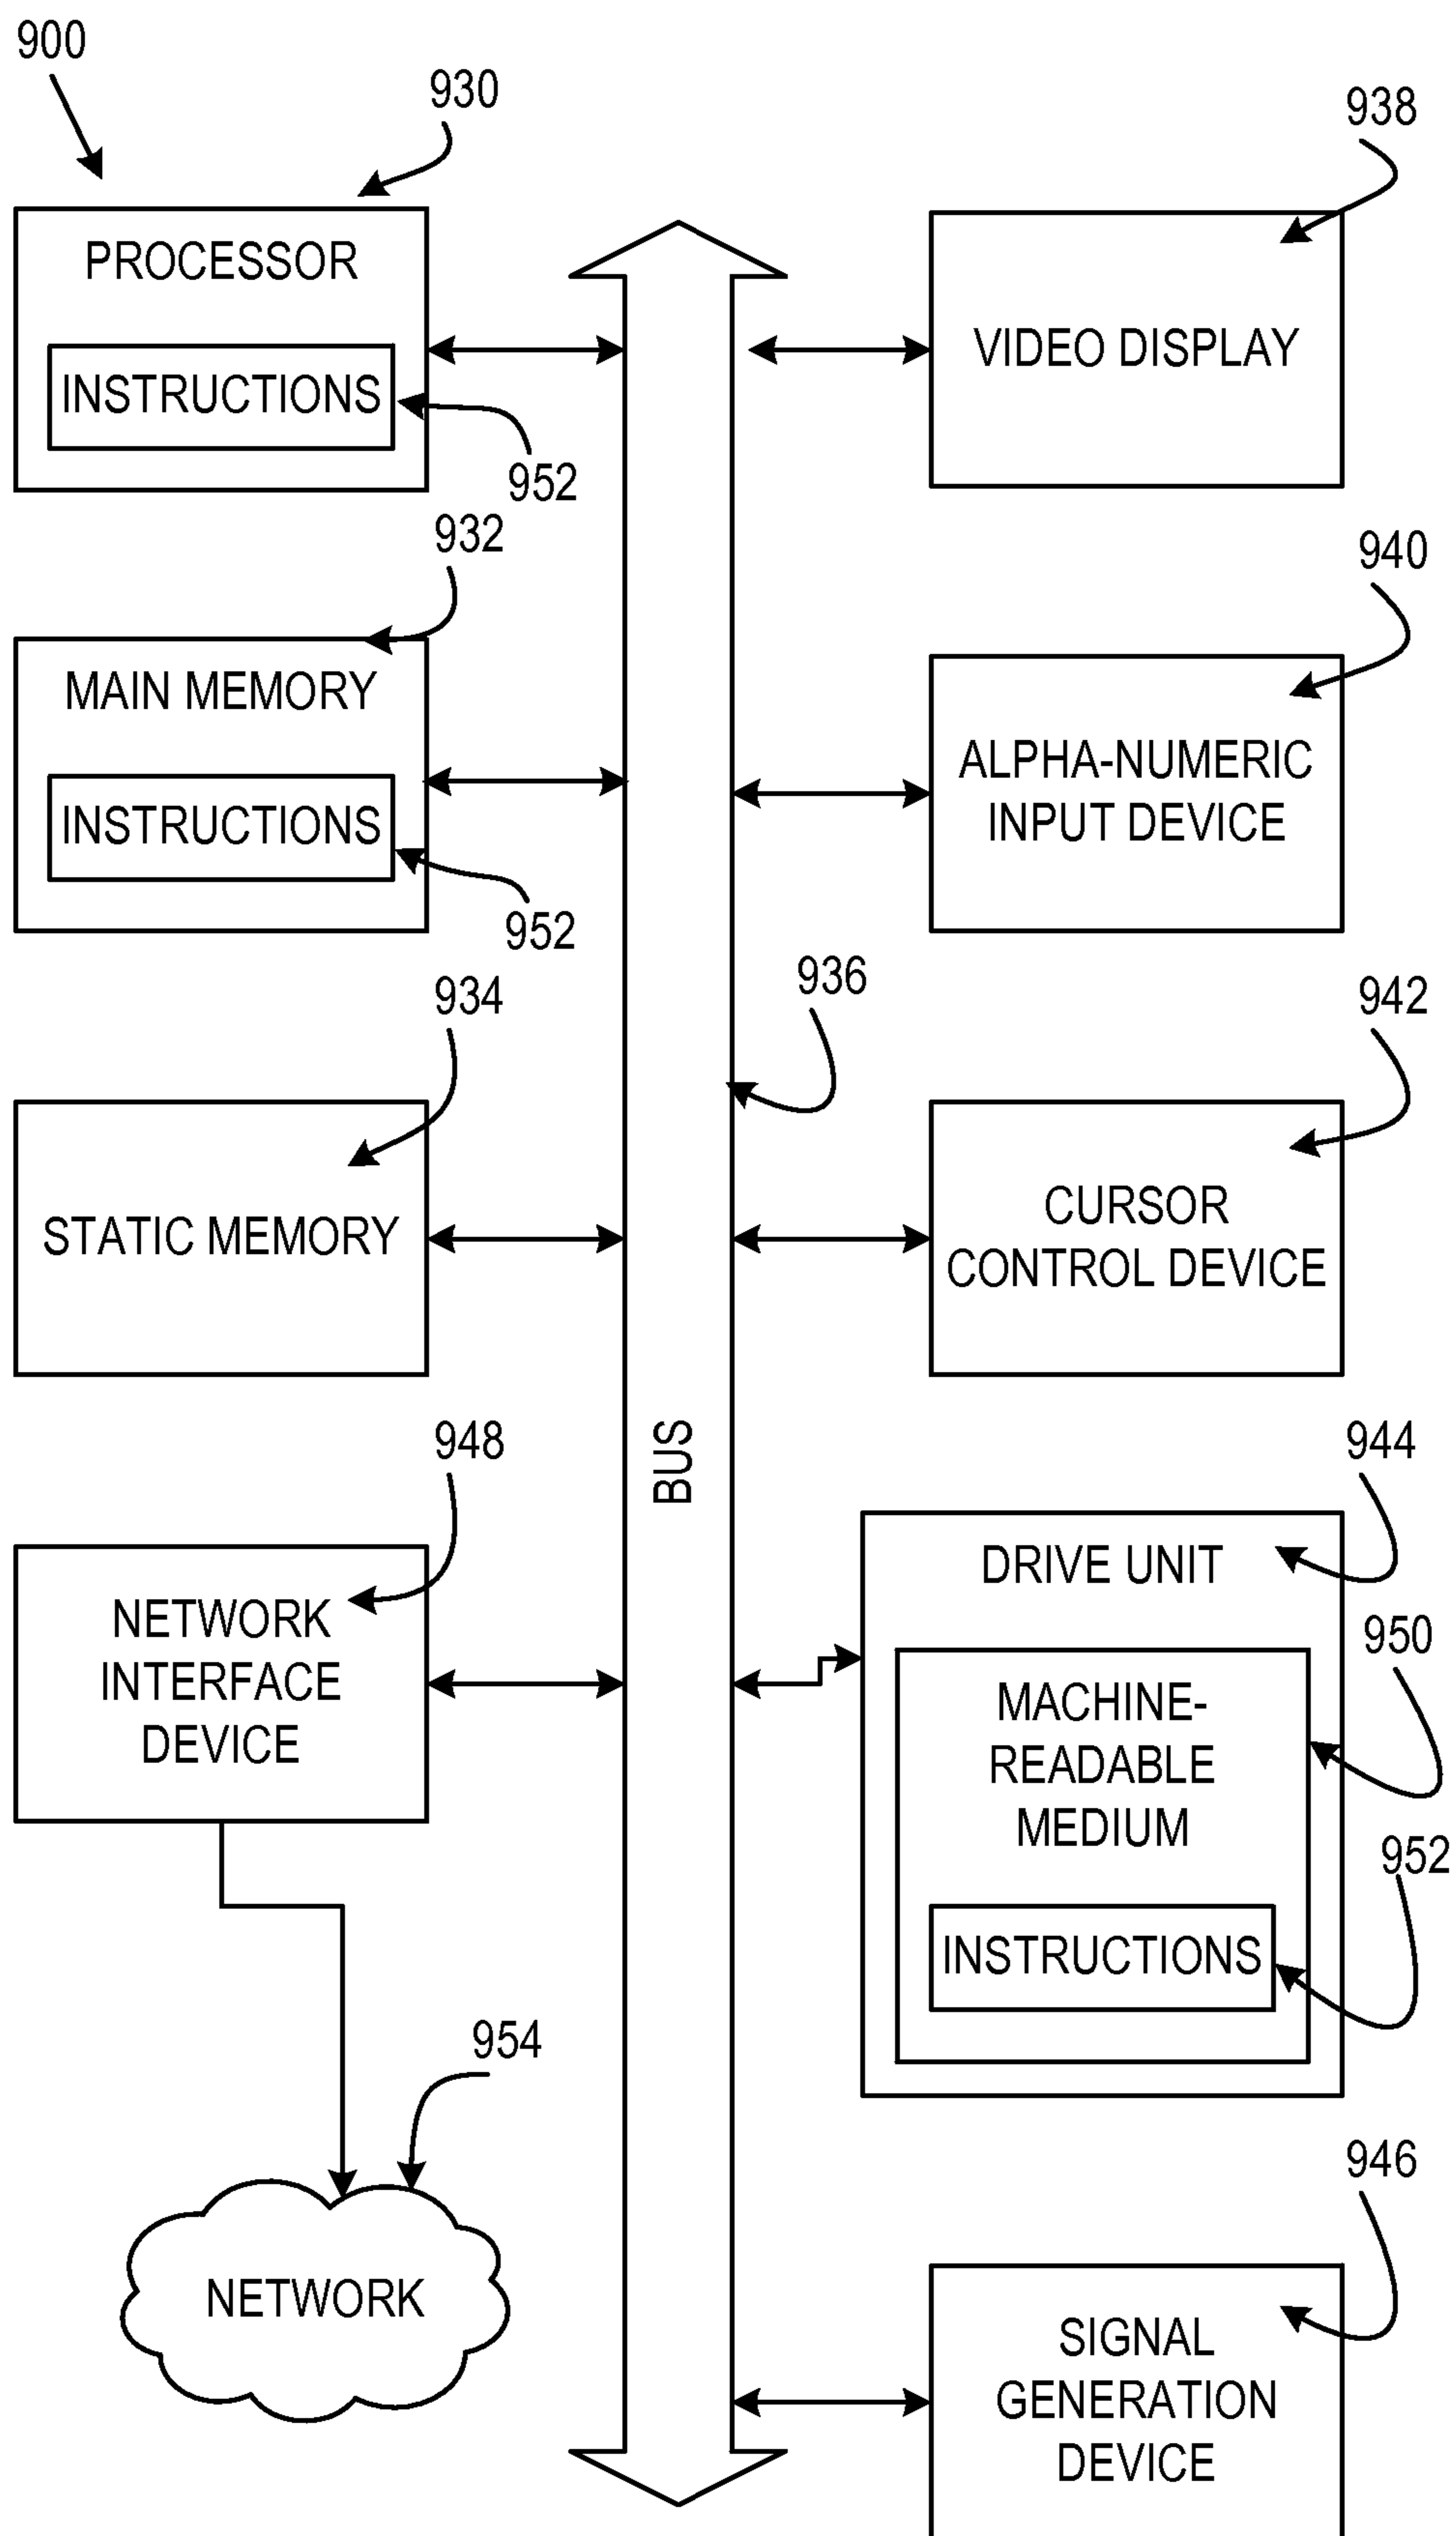 900
930
PROCESSOR
INSTRUCTIONS
952
932
MAIN MEMORY
INSTRUCTIONS
952
934
STATIC MEMORY
948
NETWORK
INTERFACE
DEVICE
954
NETWORK
936
BUS
938
VIDEO DISPLAY
940
ALPHA-NUMERIC
INPUT DEVICE
942
CURSOR
CONTROL DEVICE
944
DRIVE UNIT
950
MACHINE-
READABLE
MEDIUM
952
INSTRUCTIONS
946
SIGNAL
GENERATION
DEVICE